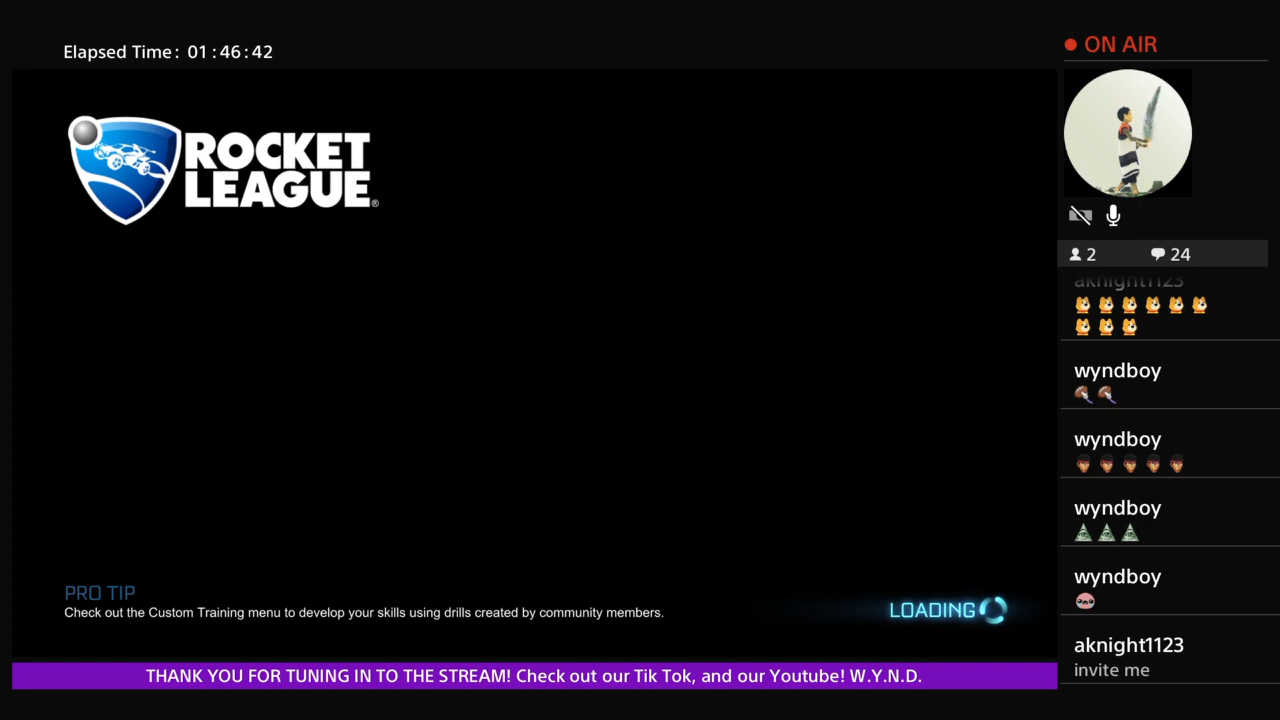 Elapsed Time: 01:46:42
ON AIR
ROCKET
LEAGUE®
2
24
aknight1123
wyndboy
wyndboy
wyndboy
wyndboy
aknight1123
invite me
PRO TIP
Check out the Custom Training menu to develop your skills using drills created by community members.
LOADING
THANK YOU FOR TUNING IN TO THE STREAM! Check out our Tik Tok, and our Youtube! W.Y.N.D.